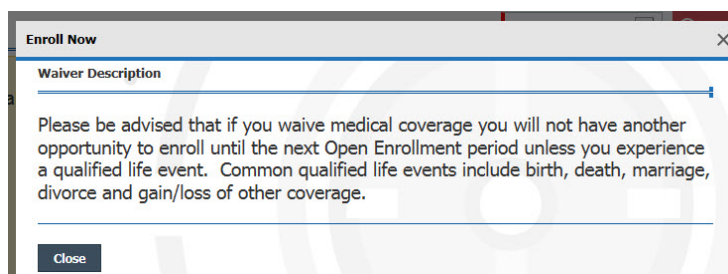 Enroll Now
Waiver Description
Please be advised that if you waive medical coverage you will not have another
opportunity to enroll until the next Open Enrollment period unless you experience
a qualified life event.  Common qualified life events include birth, death, marriage,
divorce and gain/loss of other coverage.
Close